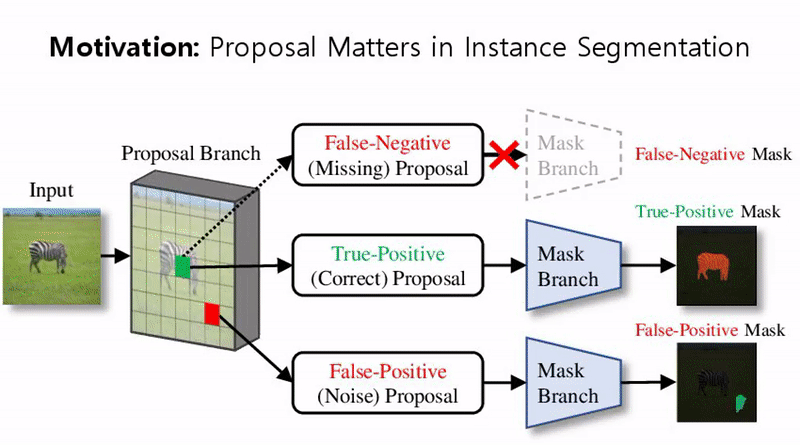 Motivation: Proposal Matters in Instance Segmentation
Input
Proposal Branch
False-Negative
(Missing) Proposal
Mask
Branch
False-Negative Mask
True-Positive
(Correct) Proposal
Mask
Branch
True-Positive Mask
False-Positive
(Noise) Proposal
Mask
Branch
False-Positive Mask